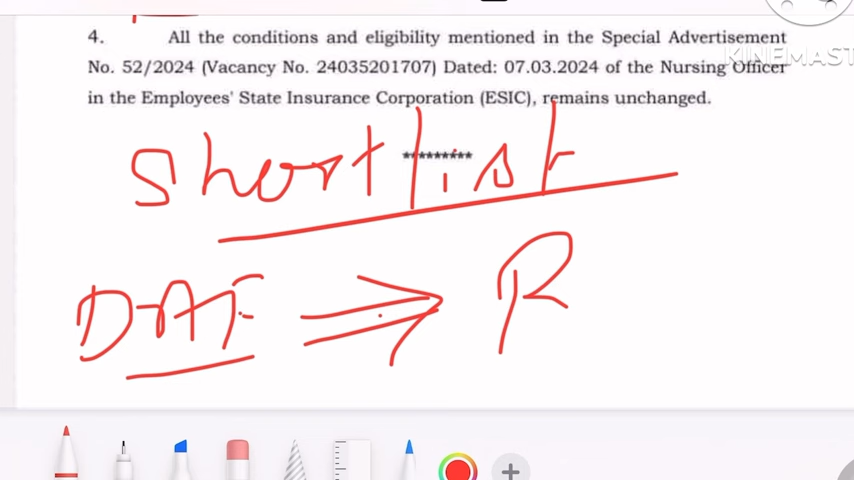 4. All the conditions and eligibility mentioned in the Special Advertisement
KINEMAST
No. 52/2024 (Vacancy No. 24035201707) Dated: 07.03.2024 of the Nursing Officer
in the Employees' State Insurance Corporation (ESIC), remains unchanged.
*********
Shortlist
DAF ⇒ R